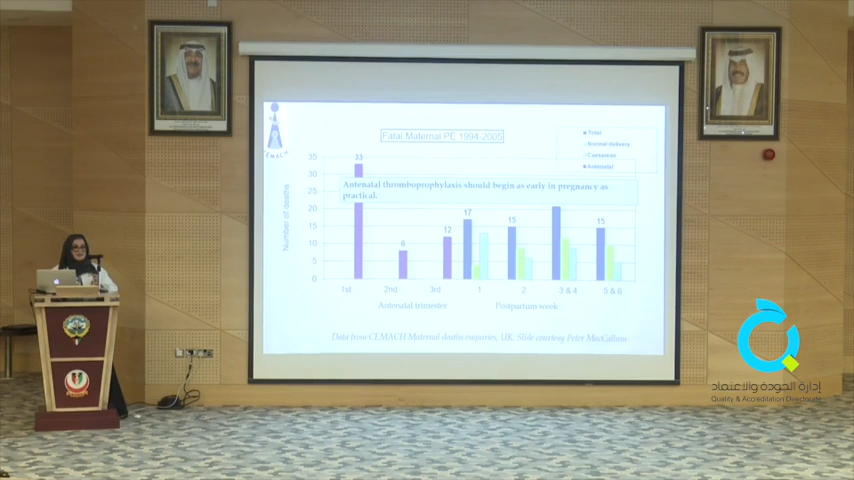 CEMACH
Fatal Maternal PE 1994-2005
Total
Normal delivery
Caesarean
Antenatal
Number of deaths
35
30
25
20
15
10
5
0
33
Antenatal thromboprophylaxis should begin as early in pregnancy as
practical.
12
17
15
15
1st
2nd
3rd
1
2
3 & 4
5 & 6
Antenatal trimester
Postpartum week
Data from CEMACH Maternal deaths enquiries, UK. Slide courtesy Peter MacCallum
إدارة الجودة والاعتماد
Quality & Accreditation Directorate